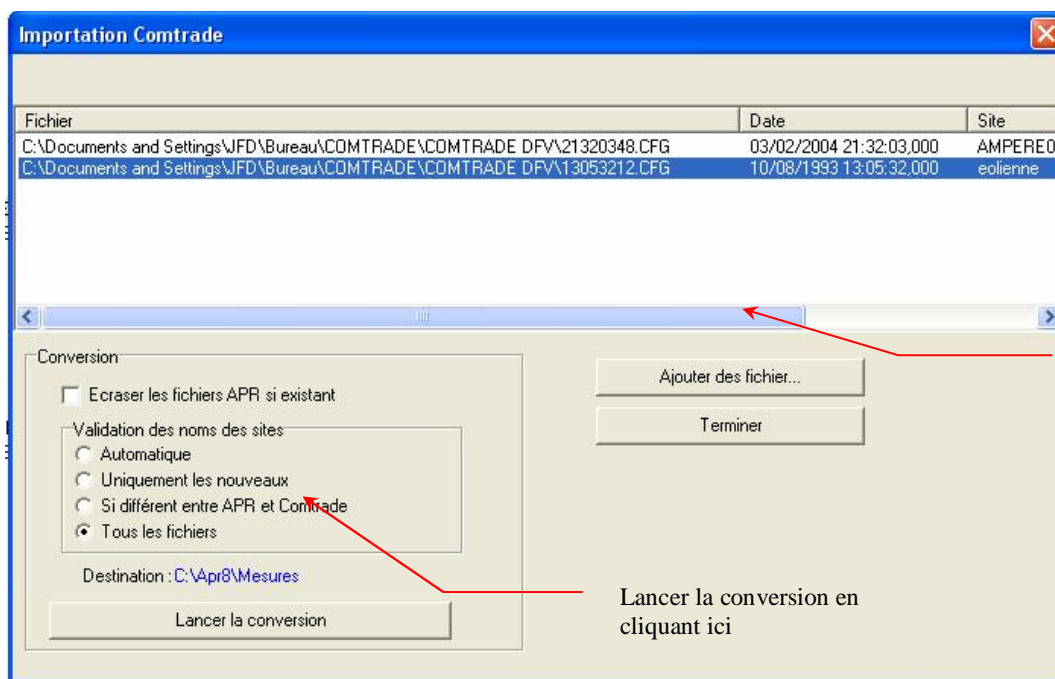 Importation Comtrade
Fichier Date Site
C:\Documents and Settings\JFD\Bureau\COMTRADE\COMTRADE DFV\21320348.CFG 03/02/2004 21:32:03,000 AMPERE0
C:\Documents and Settings\JFD\Bureau\COMTRADE\COMTRADE DFV\13053212.CFG 10/08/1993 13:05:32,000 eolienne
Conversion
Ecraser les fichiers APR si existant
Validation des noms des sites
Automatique
Uniquement les nouveaux
Si différent entre APR et Comtrade
Tous les fichiers
Destination : C:\Apr8\Mesures
Lancer la conversion
Ajouter des fichier...
Terminer
Lancer la conversion en
cliquant ici